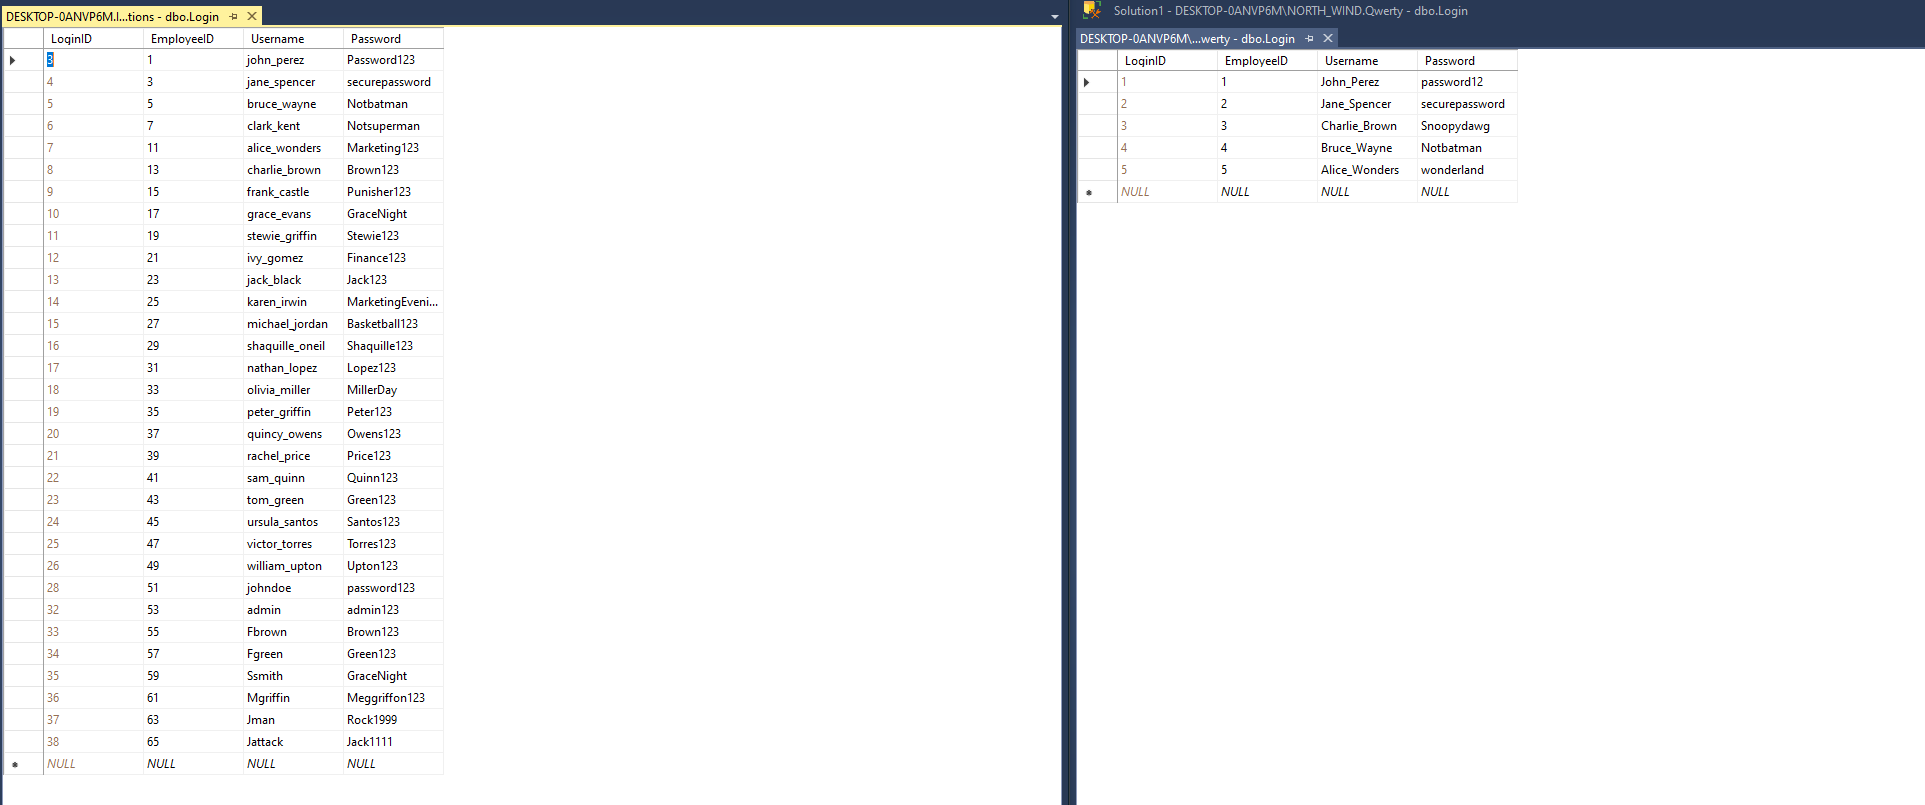 DESKTOP-0ANVP6M.I...tions - dbo.Login
LoginID EmployeeID Username Password
3 1 john_perez Password123
4 3 jane_spencer securepassword
5 5 bruce_wayne Notbatman
6 7 clark_kent Notsuperman
7 11 alice_wonders Marketing123
8 13 charlie_brown Brown123
9 15 frank_castle Punisher123
10 17 grace_evans GraceNight
11 19 stewie_griffin Stewie123
12 21 ivy_gomez Finance123
13 23 jack_black Jack123
14 25 karen_irwin MarketingEveni...
15 27 michael_jordan Basketball123
16 29 shaquille_oneil Shaquille123
17 31 nathan_lopez Lopez123
18 33 olivia_miller MillerDay
19 35 peter_griffin Peter123
20 37 quincy_owens Owens123
21 39 rachel_price Price123
22 41 sam_quinn Quinn123
23 43 tom_green Green123
24 45 ursula_santos Santos123
25 47 victor_torres Torres123
26 49 william_upton Upton123
28 51 johndoe password123
32 53 admin admin123
33 55 Fbrown Brown123
34 57 Fgreen Green123
35 59 Ssmith GraceNight
36 61 Mgriffin Meggriffon123
37 63 Jman Rock1999
38 65 Jattack Jack1111
NULL NULL NULL NULL
Solution1 - DESKTOP-0ANVP6M\NORTH_WIND.Qwerty - dbo.Login
DESKTOP-0ANVP6M\...werty - dbo.Login
LoginID EmployeeID Username Password
1 1 John_Perez password12
2 2 Jane_Spencer securepassword
3 3 Charlie_Brown Snoopydawg
4 4 Bruce_Wayne Notbatman
5 5 Alice_Wonders wonderland
NULL NULL NULL NULL